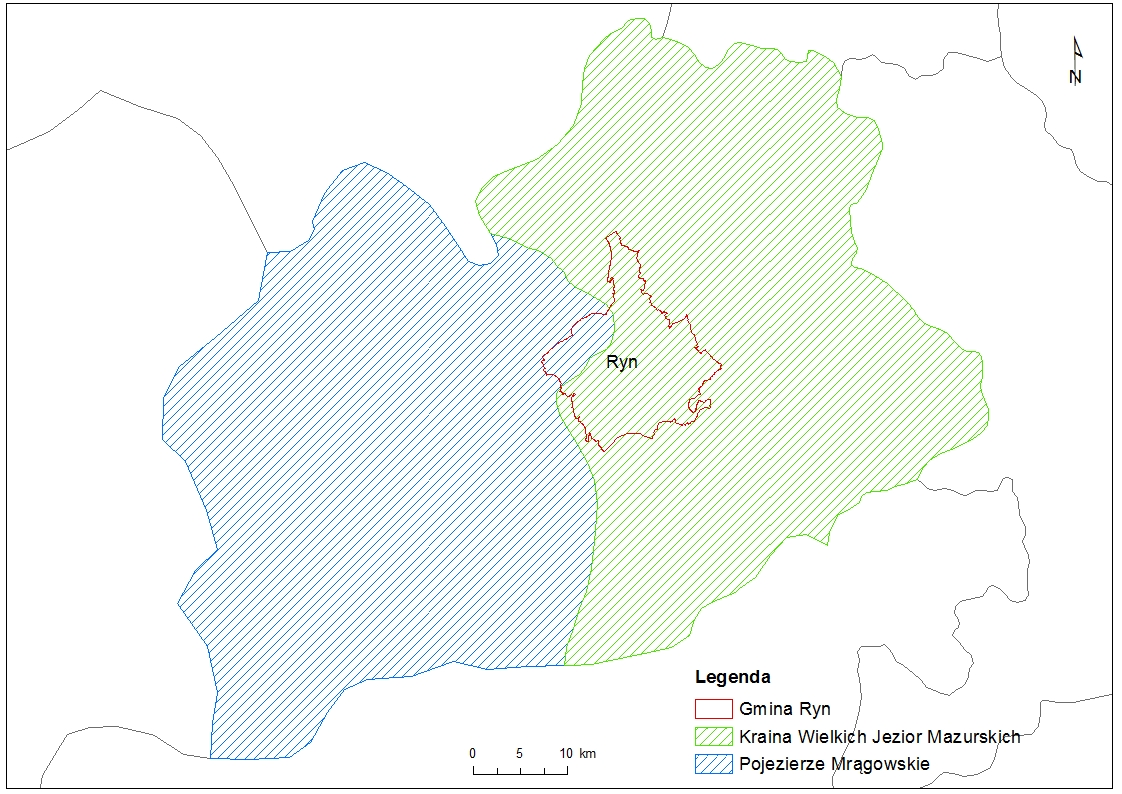 N
Ryn
Legenda
Gmina Ryn
Kraina Wielkich Jezior Mazurskich
Pojezierze Mrągowskie
0 5 10 km